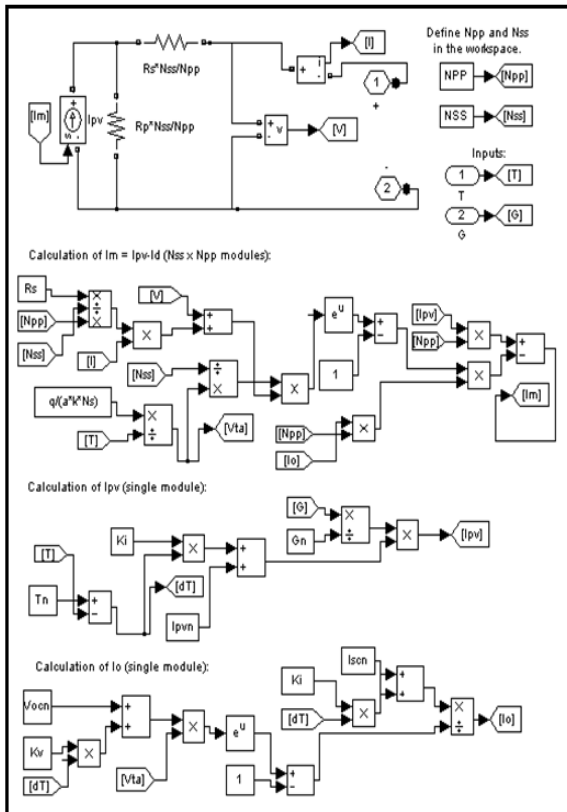 Rs*Nss/Npp
[I]
Define Npp and Nss
in the workspace.
+
i
-
1
+
NPP
[Npp]
[Im]
+
s
-
Ipv
Rp*Nss/Npp
+
-
v
[V]
NSS
[Nss]
-
2
Inputs:
1
[T]
T
2
[G]
G
Calculation of Im = Ipv-Id (Nss x Npp modules):
Rs
[Npp]
[Nss]
×
÷
×
[I]
×
[V]
+
+
[Nss]
÷
×
×
e^u
1
+
-
[Ipv]
[Npp]
×
×
+
-
[Im]
q/(a*k*Ns)
[T]
×
÷
[Vta]
[Npp]
[Io]
×
Calculation of Ipv (single module):
[G]
Gn
×
÷
×
[Ipv]
Ki
×
+
+
[T]
Tn
+
-
[dT]
Ipvn
Calculation of Io (single module):
Iscn
Ki
[dT]
×
+
+
×
÷
[Io]
Vocn
Kv
[dT]
×
+
+
[Vta]
×
e^u
1
+
-